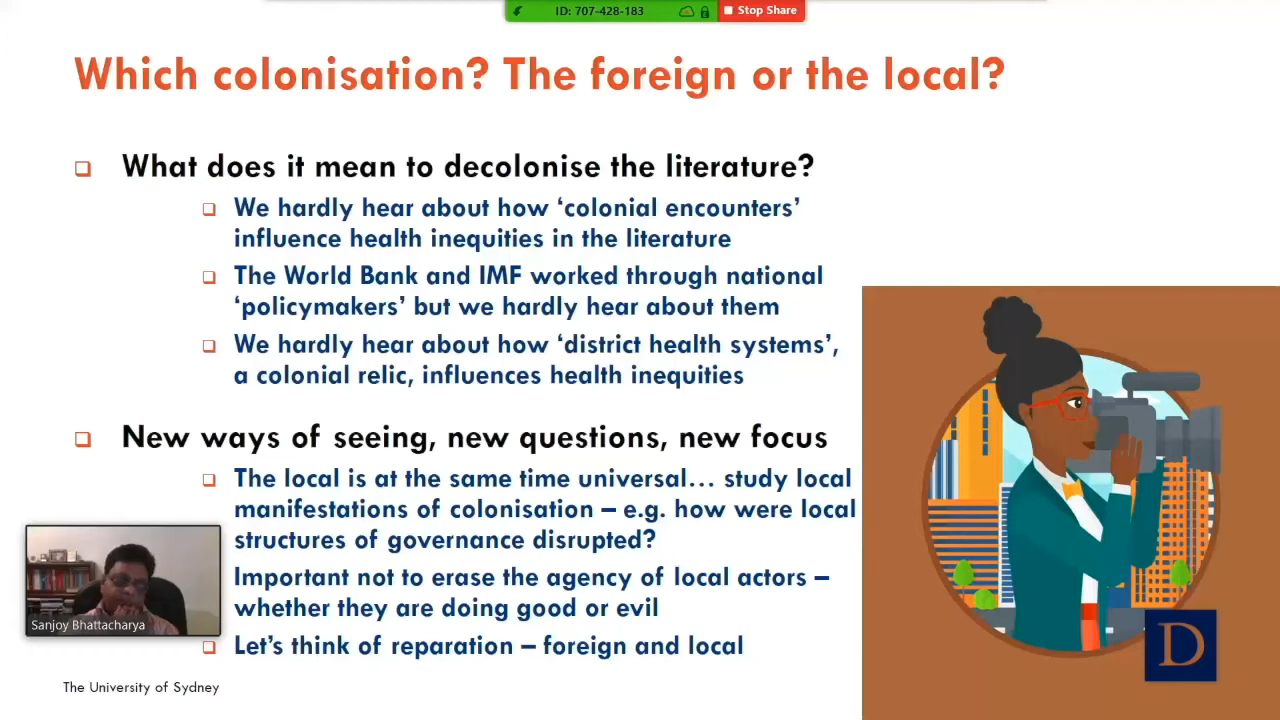 ID: 707-428-183
Stop Share
Which colonisation? The foreign or the local?
What does it mean to decolonise the literature?
We hardly hear about how ‘colonial encounters’
influence health inequities in the literature
The World Bank and IMF worked through national
‘policymakers’ but we hardly hear about them
We hardly hear about how ‘district health systems’,
a colonial relic, influences health inequities
New ways of seeing, new questions, new focus
The local is at the same time universal... study local
manifestations of colonisation – e.g. how were local
structures of governance disrupted?
Important not to erase the agency of local actors –
whether they are doing good or evil
Let’s think of reparation – foreign and local
Sanjoy Bhattacharya
The University of Sydney
D